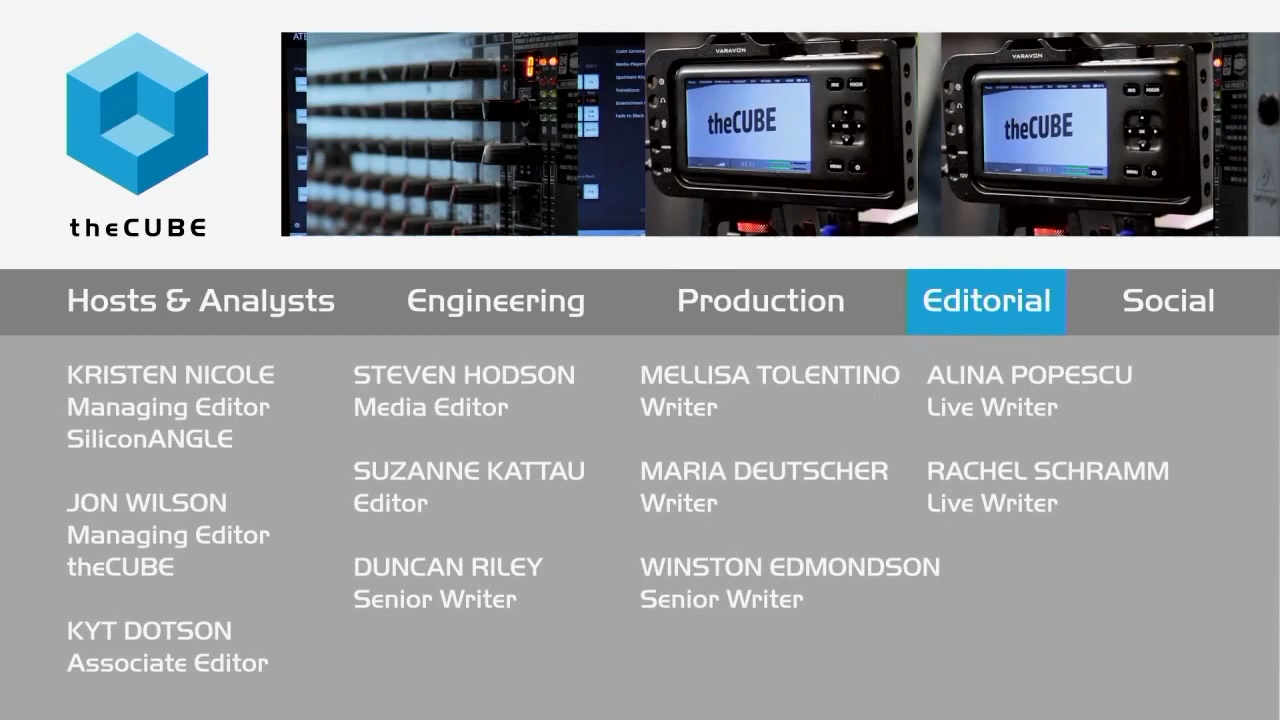 theCUBE
VARAVON
theCUBE
VARAVON
theCUBE
Hosts & Analysts
Engineering
Production
Editorial
Social
KRISTEN NICOLE
Managing Editor
SiliconANGLE
JON WILSON
Managing Editor
theCUBE
KYT DOTSON
Associate Editor
STEVEN HODSON
Media Editor
SUZANNE KATTAU
Editor
DUNCAN RILEY
Senior Writer
MELLISA TOLENTINO
Writer
MARIA DEUTSCHER
Writer
WINSTON EDMONDSON
Senior Writer
ALINA POPESCU
Live Writer
RACHEL SCHRAMM
Live Writer